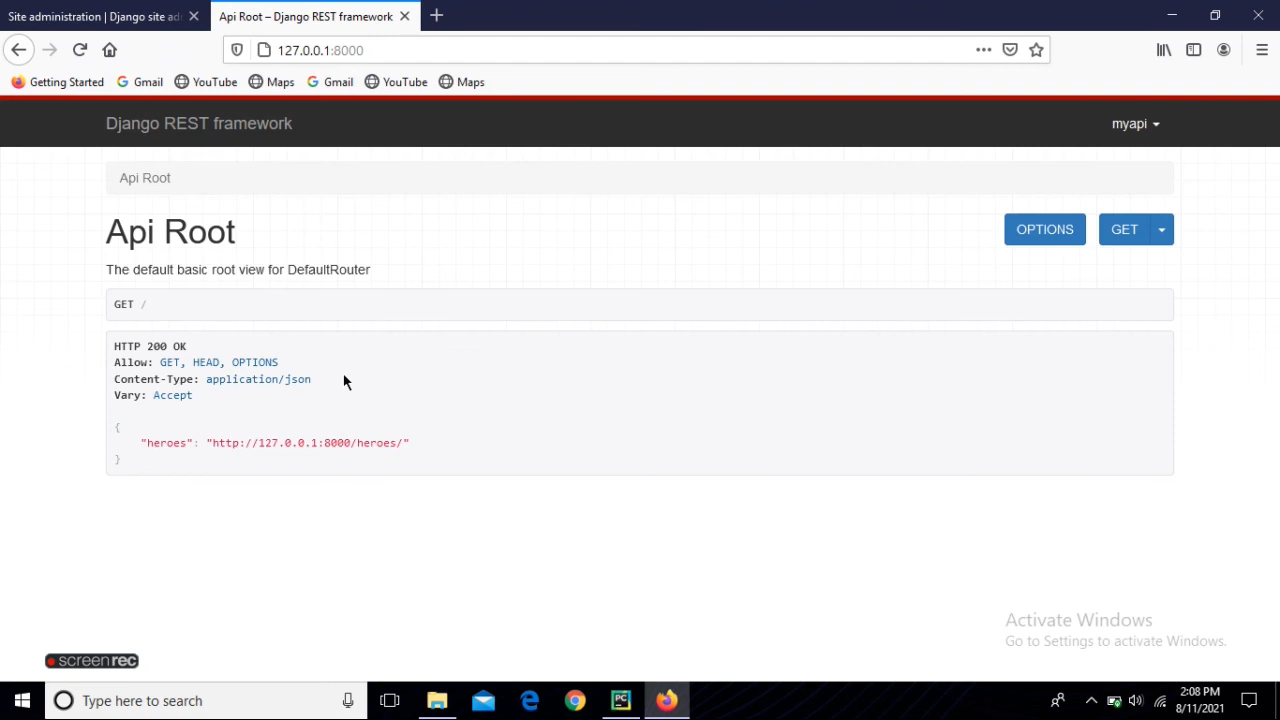 Site administration | Django site ad
Api Root – Django REST framework
127.0.0.1:8000
Getting Started
Gmail
YouTube
Maps
Gmail
YouTube
Maps
Django REST framework
myapi
Api Root
Api Root
OPTIONS
GET
The default basic root view for DefaultRouter
GET /
HTTP 200 OK
Allow: GET, HEAD, OPTIONS
Content-Type: application/json
Vary: Accept
{
"heroes": "http://127.0.0.1:8000/heroes/"
}
Activate Windows
Go to Settings to activate Windows.
screenrec
Type here to search
PC
2:08 PM
8/11/2021